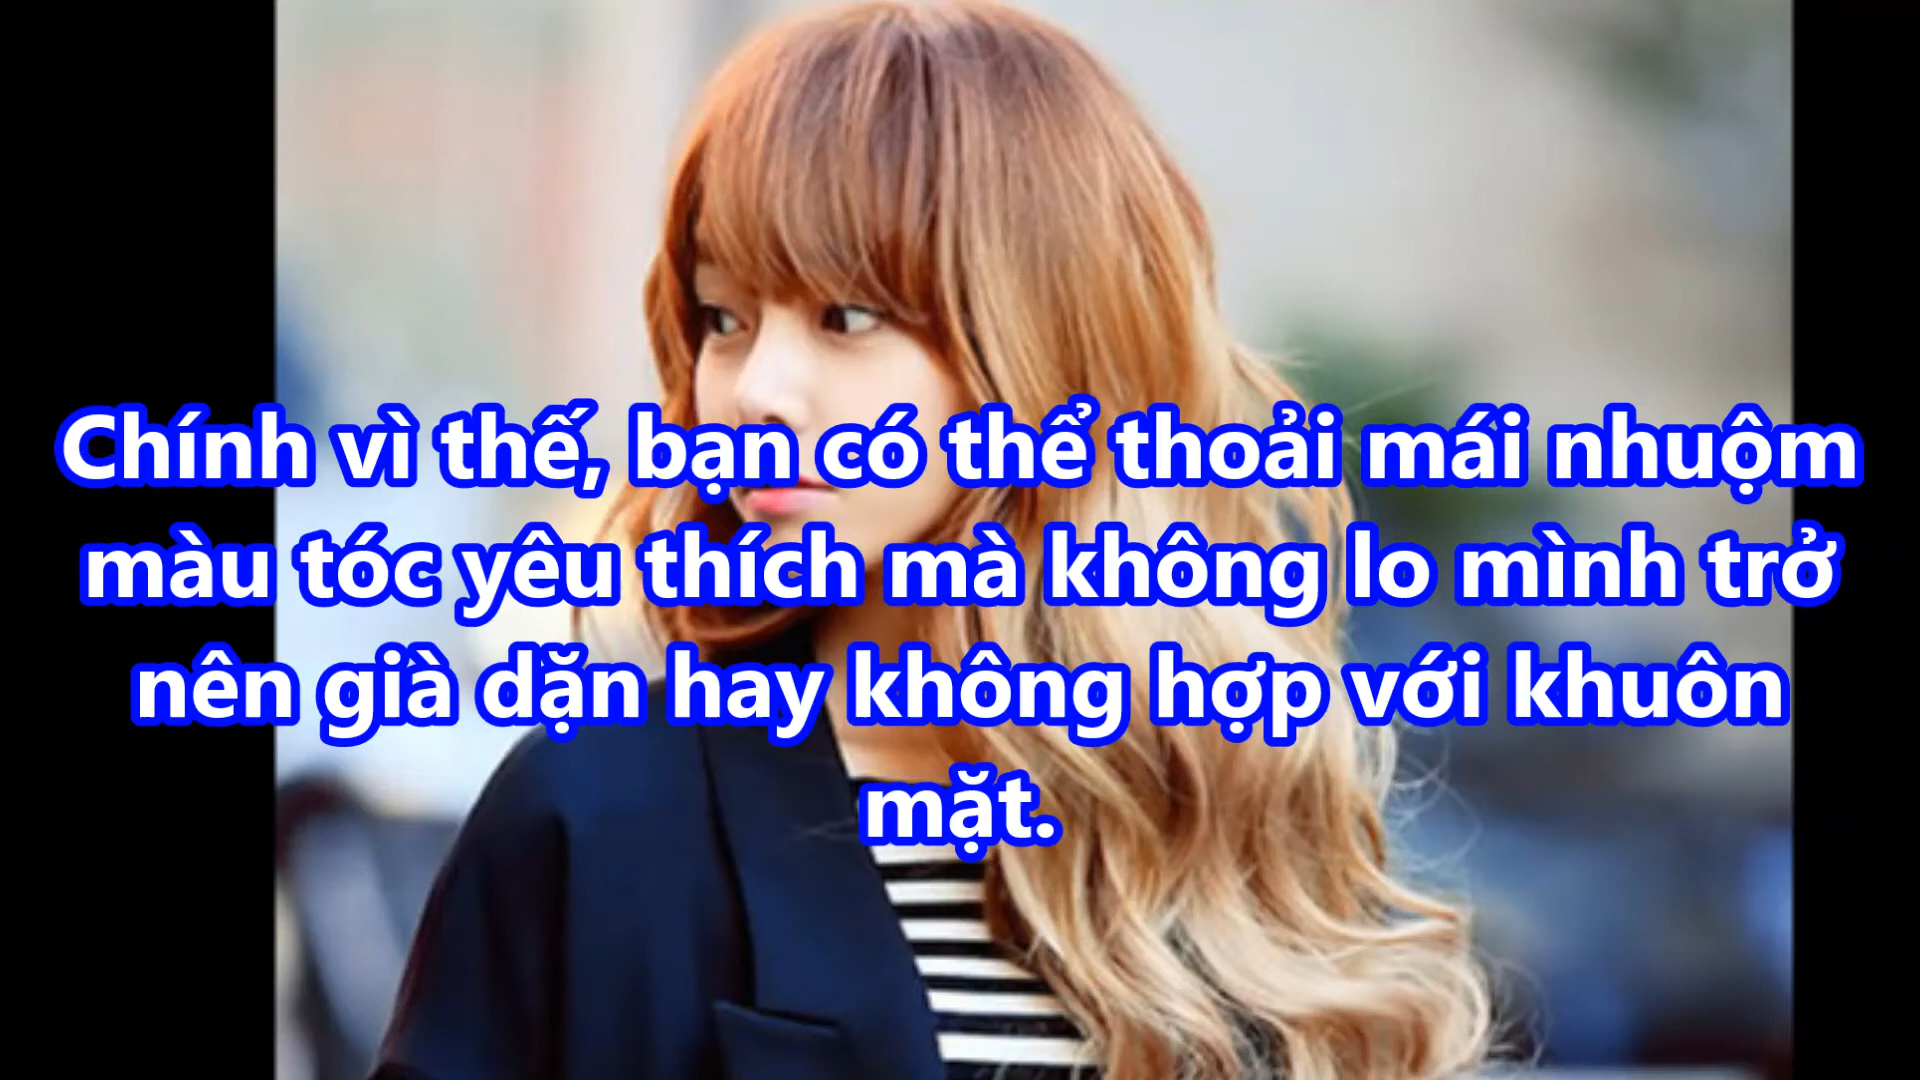 Chính vì thế, bạn có thể thoải mái nhuộm
màu tóc yêu thích mà không lo mình trở
nên già dặn hay không hợp với khuôn
mặt.